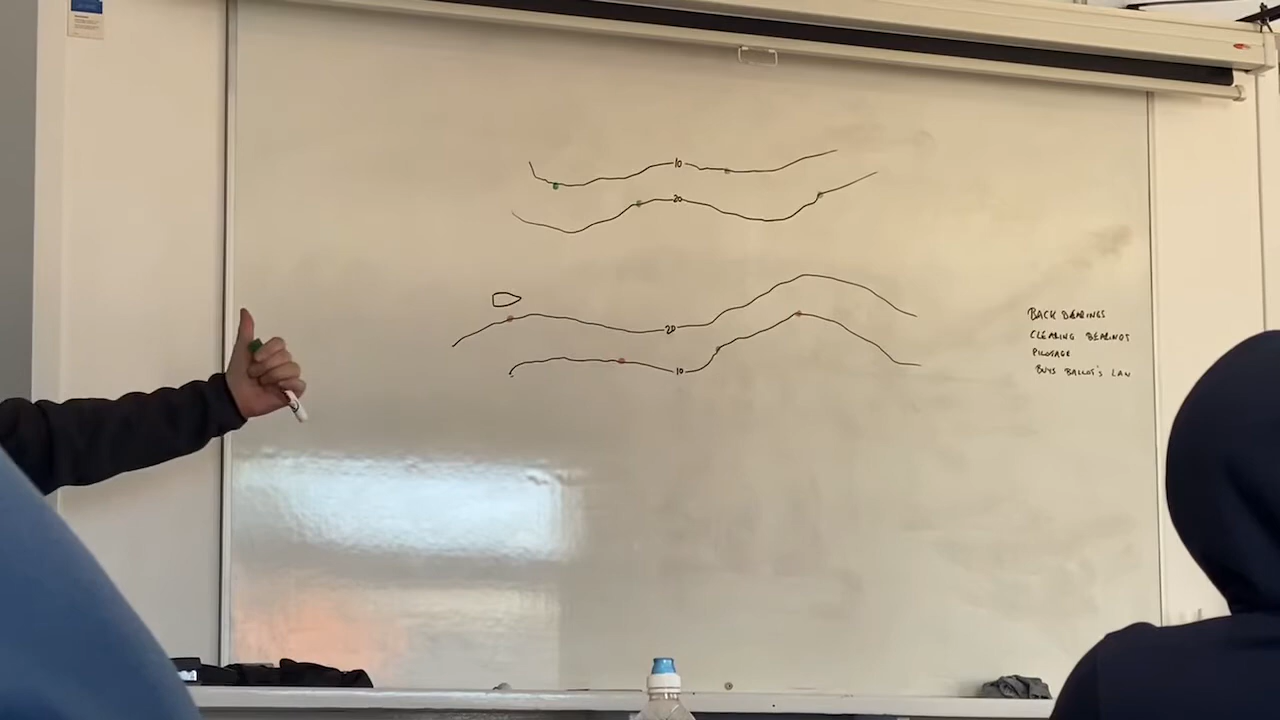 10
20
20
10
BACK BEARINGS
CLEARING BEARINGS
PILOTAGE
BUYS BALLOT'S LAW